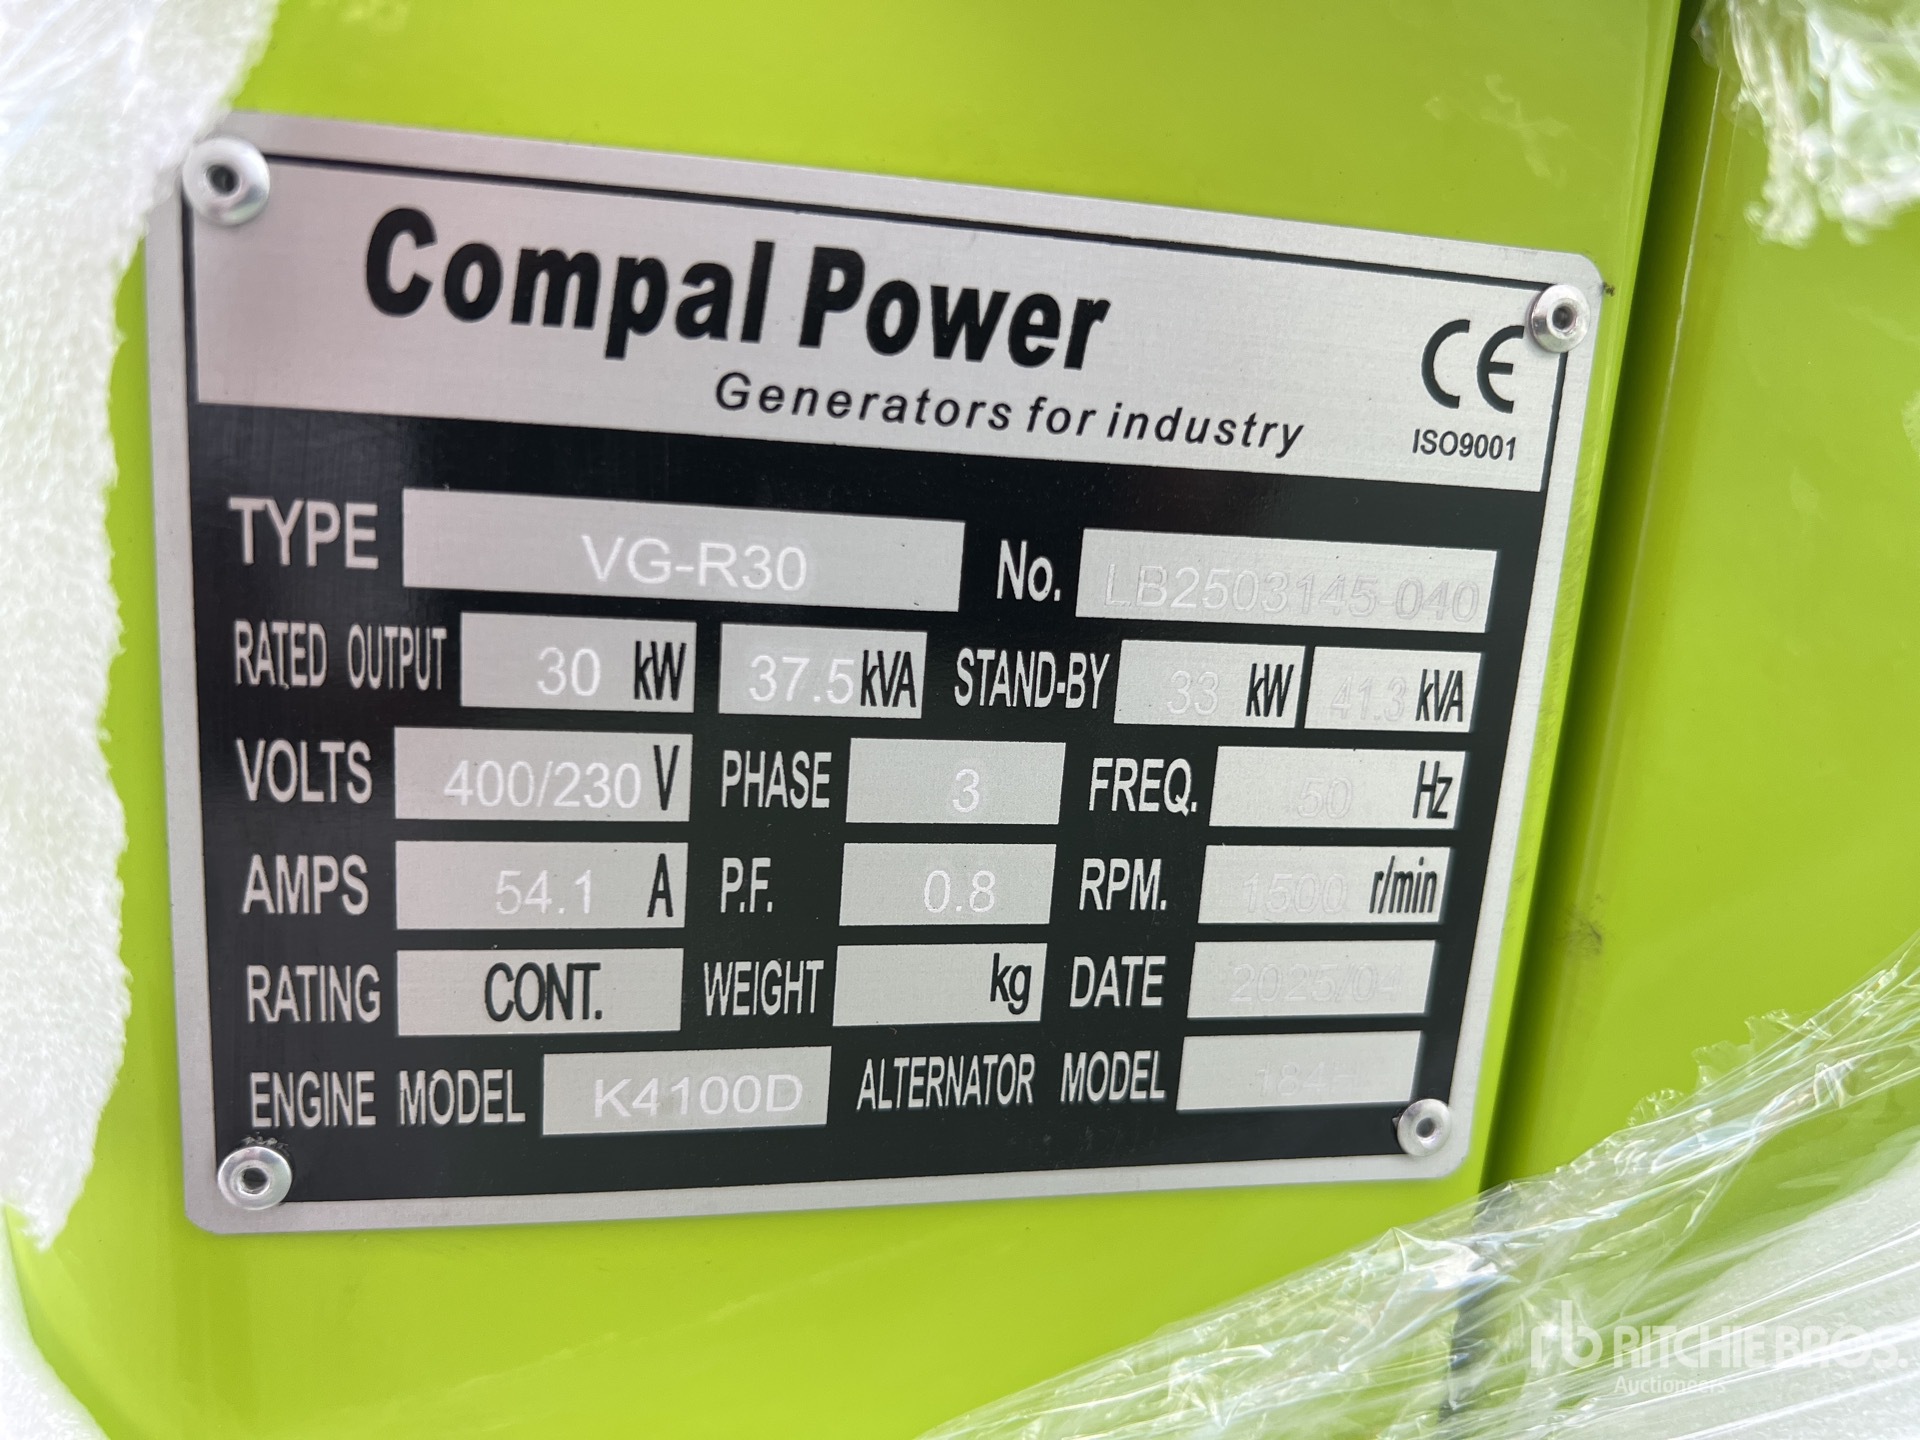 Compal Power
Generators for industry
CE
ISO9001
TYPE VG-R30 No. LB2503145-040
RATED OUTPUT 30 kW 37.5 kVA STAND-BY 33 kW 41.3 kVA
VOLTS 400/230 V PHASE 3 FREQ. 50 Hz
AMPS 54.1 A P.F. 0.8 RPM. 1500 r/min
RATING CONT. WEIGHT kg DATE 2025/04
ENGINE MODEL K4100D ALTERNATOR MODEL
rb RITCHIE BROS.
Auctioneers